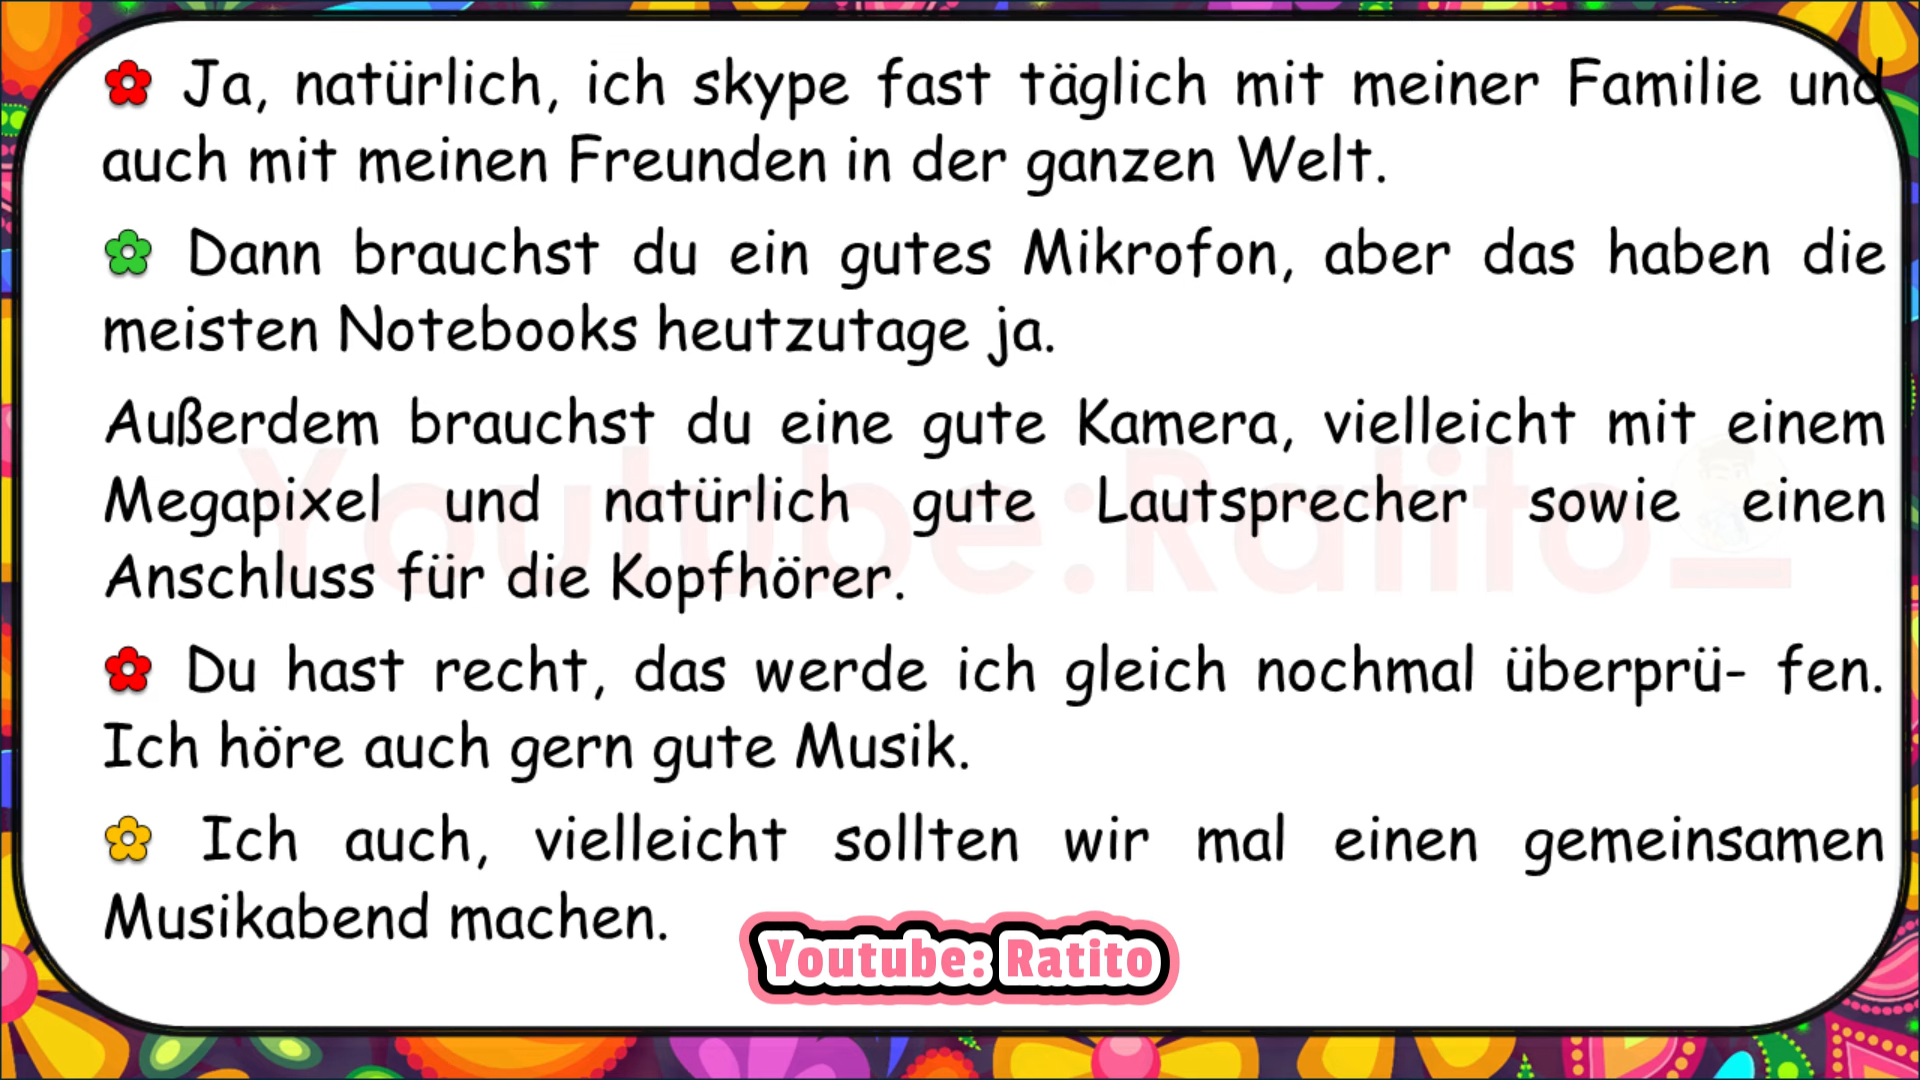 Ja, natürlich, ich skype fast täglich mit meiner Familie und
auch mit meinen Freunden in der ganzen Welt.
Dann brauchst du ein gutes Mikrofon, aber das haben die
meisten Notebooks heutzutage ja.
Außerdem brauchst du eine gute Kamera, vielleicht mit einem
Megapixel und natürlich gute Lautsprecher sowie einen
Anschluss für die Kopfhörer.
Youtube:Ratito_
Du hast recht, das werde ich gleich nochmal überprü- fen.
Ich höre auch gern gute Musik.
Ich auch, vielleicht sollten wir mal einen gemeinsamen
Musikabend machen.
Youtube: Ratito